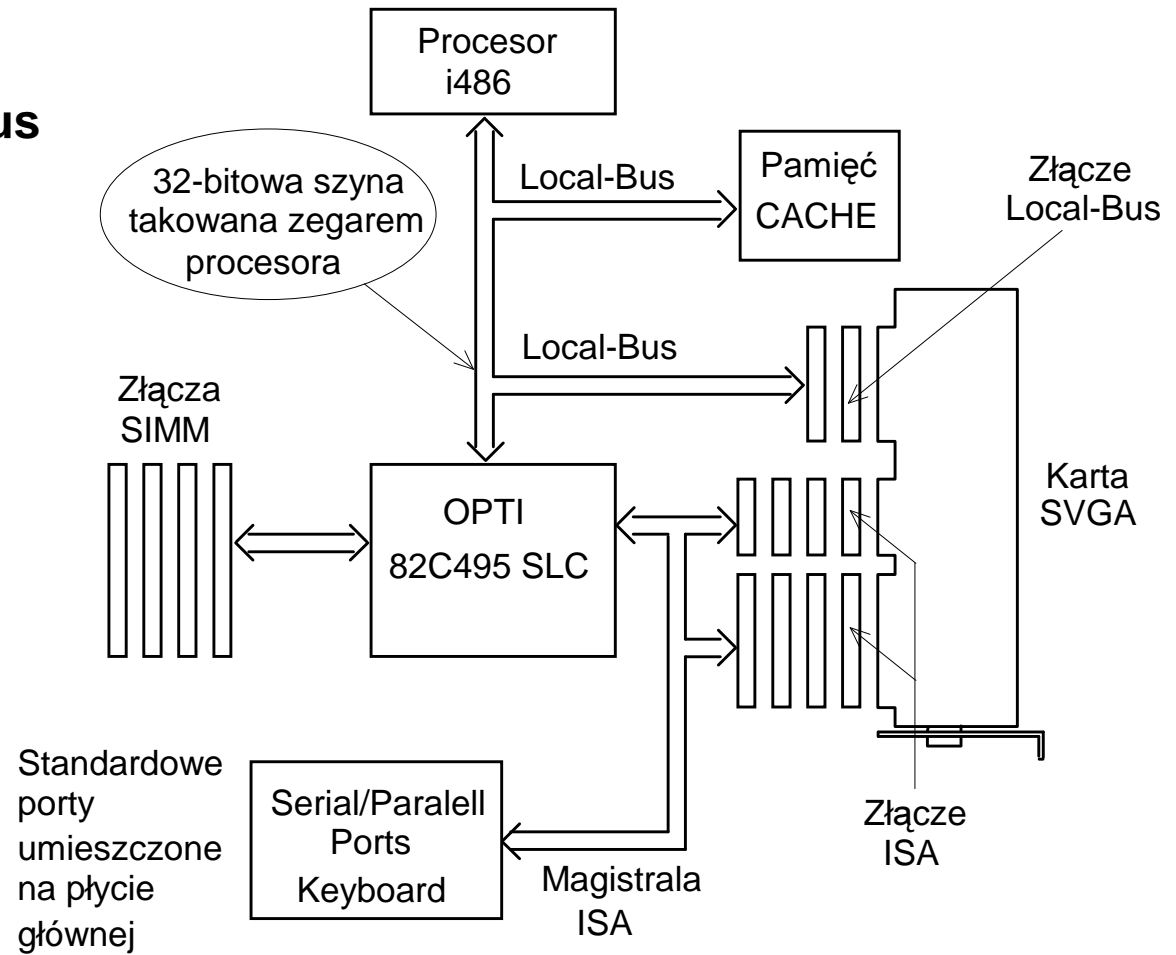 Procesor
i486
us
32-bitowa szyna
takowana zegarem
procesora
Local-Bus
Pamięć
CACHE
Złącze
Local-Bus
Local-Bus
Złącza
SIMM
OPTI
82C495 SLC
Karta
SVGA
Standardowe
porty
umieszczone
na płycie
głównej
Serial/Paralell
Ports
Keyboard
Magistrala
ISA
Złącze
ISA